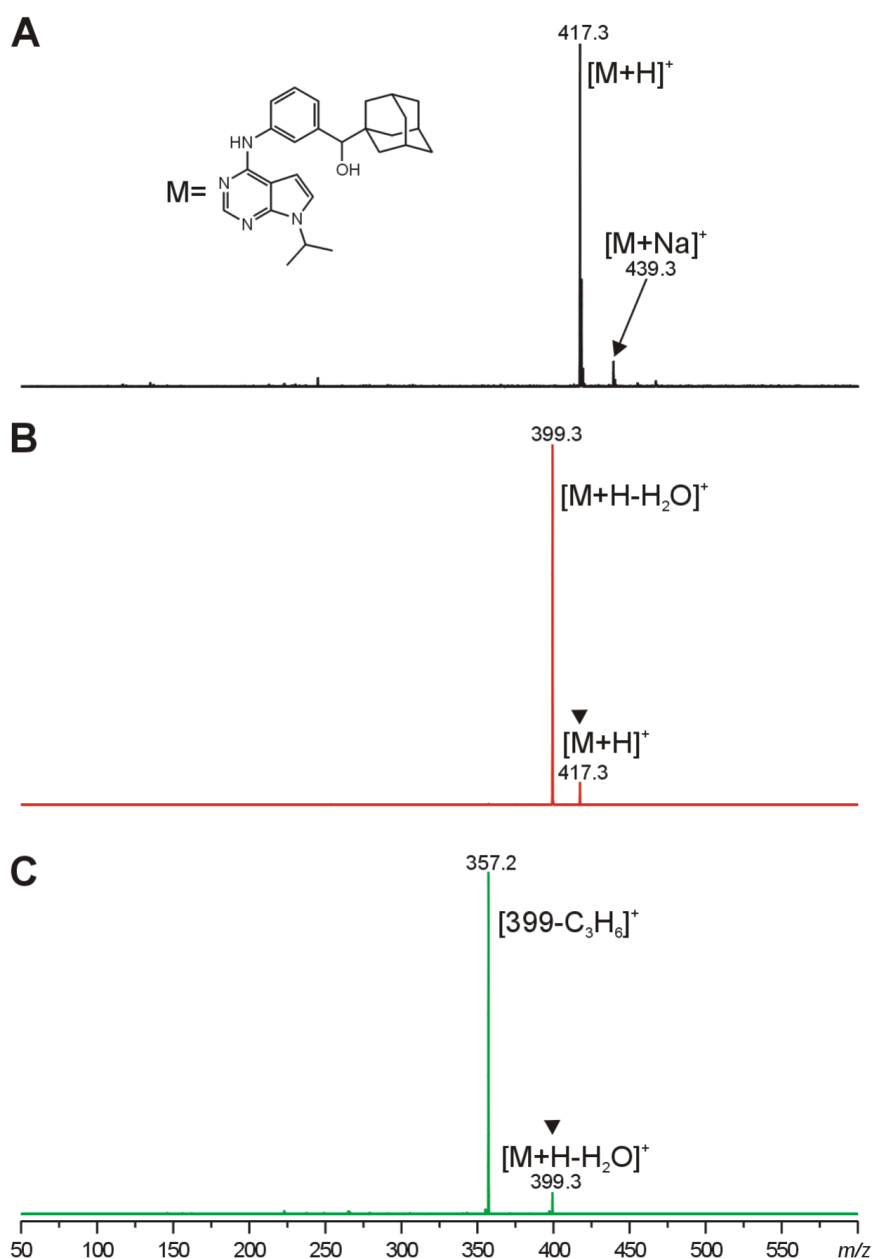 A
417.3
[M+H]+
HN
OH
M=
N
N
N
[M+Na]+
439.3
B
399.3
[M+H-H2O]+
[M+H]+
417.3
C
357.2
[399-C3H6]+
[M+H-H2O]+
399.3
50 100 150 200 250 300 350 400 450 500 550 m/z